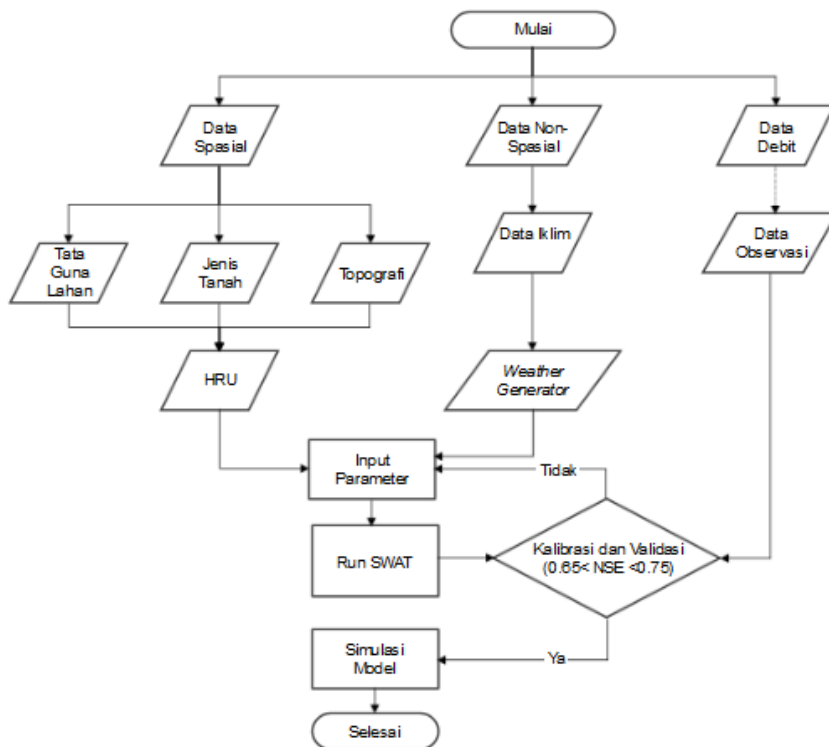 Mulai
Data
Spasial
Data Non-
Spasial
Data
Debit
Tata
Guna
Lahan
Jenis
Tanah
Topografi
Data Iklim
Data
Observasi
HRU
Weather
Generator
Input
Parameter
Tidak
Run SWAT
Kalibrasi dan Validasi
(0.65< NSE <0.75)
Simulasi
Model
Ya
Selesai